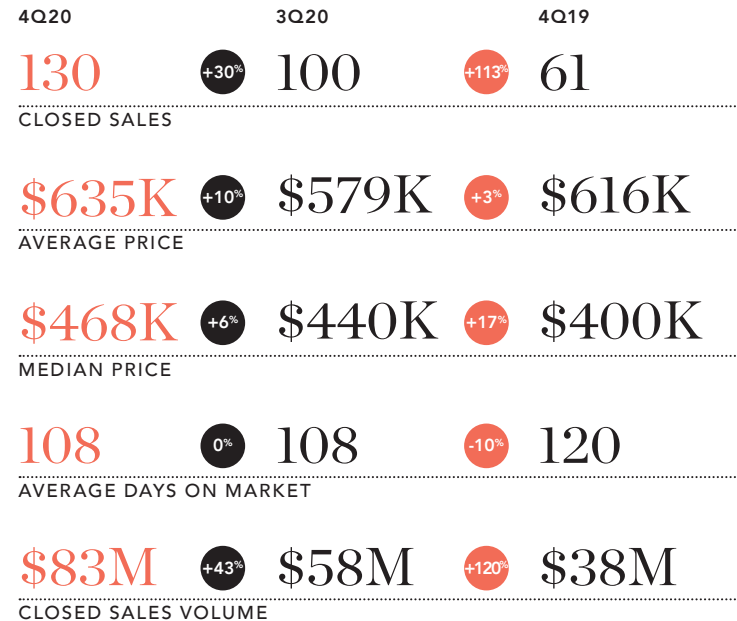 4Q20 3Q20 4Q19
130 +30% 100 +113% 61
CLOSED SALES
$635K +10% $579K +3% $616K
AVERAGE PRICE
$468K +6% $440K +17% $400K
MEDIAN PRICE
108 0% 108 -10% 120
AVERAGE DAYS ON MARKET
$83M +43% $58M +120% $38M
CLOSED SALES VOLUME